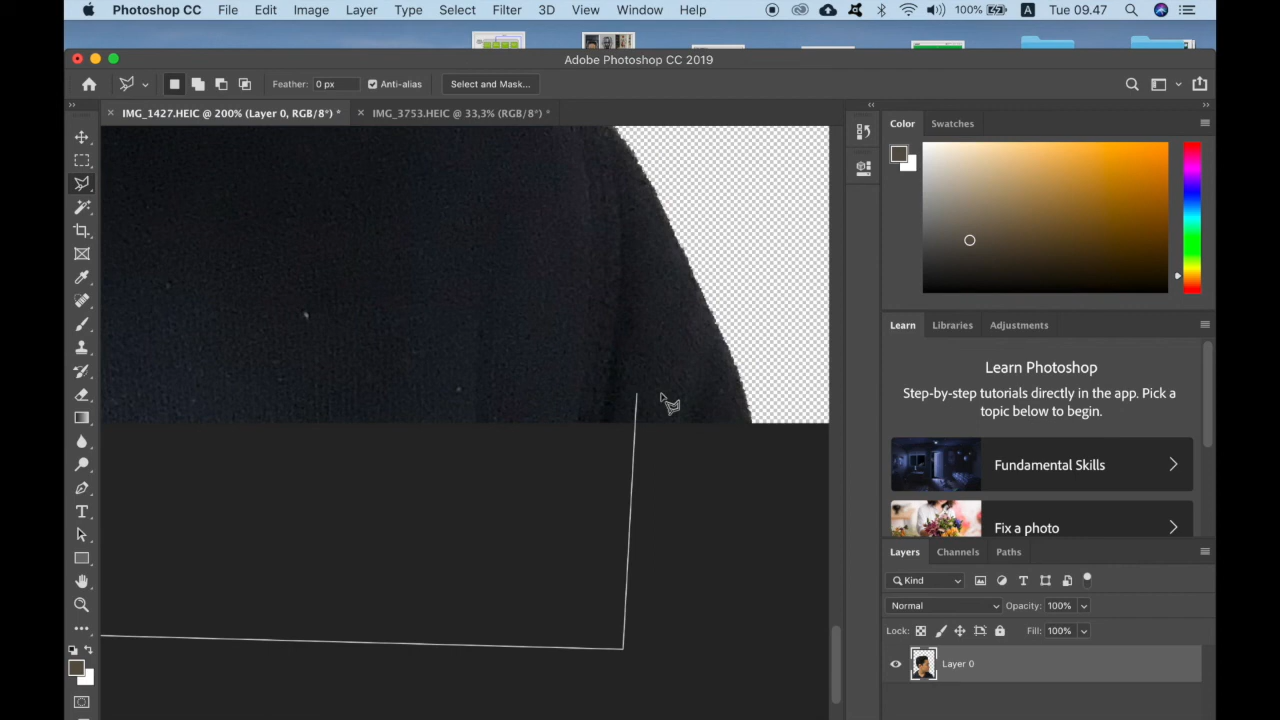 Photoshop CC File Edit Image Layer Type Select Filter 3D View Window Help 100% A Tue 09.47
Adobe Photoshop CC 2019
Feather: 0 px Anti-alias Select and Mask...
IMG_1427.HEIC @ 200% (Layer 0, RGB/8*) * IMG_3753.HEIC @ 33,3% (RGB/8*) *
Color Swatches
Learn Libraries Adjustments
Learn Photoshop
Step-by-step tutorials directly in the app. Pick a
topic below to begin.
Fundamental Skills
Fix a photo
Layers Channels Paths
Kind
Normal Opacity: 100%
Lock: Fill: 100%
Layer 0